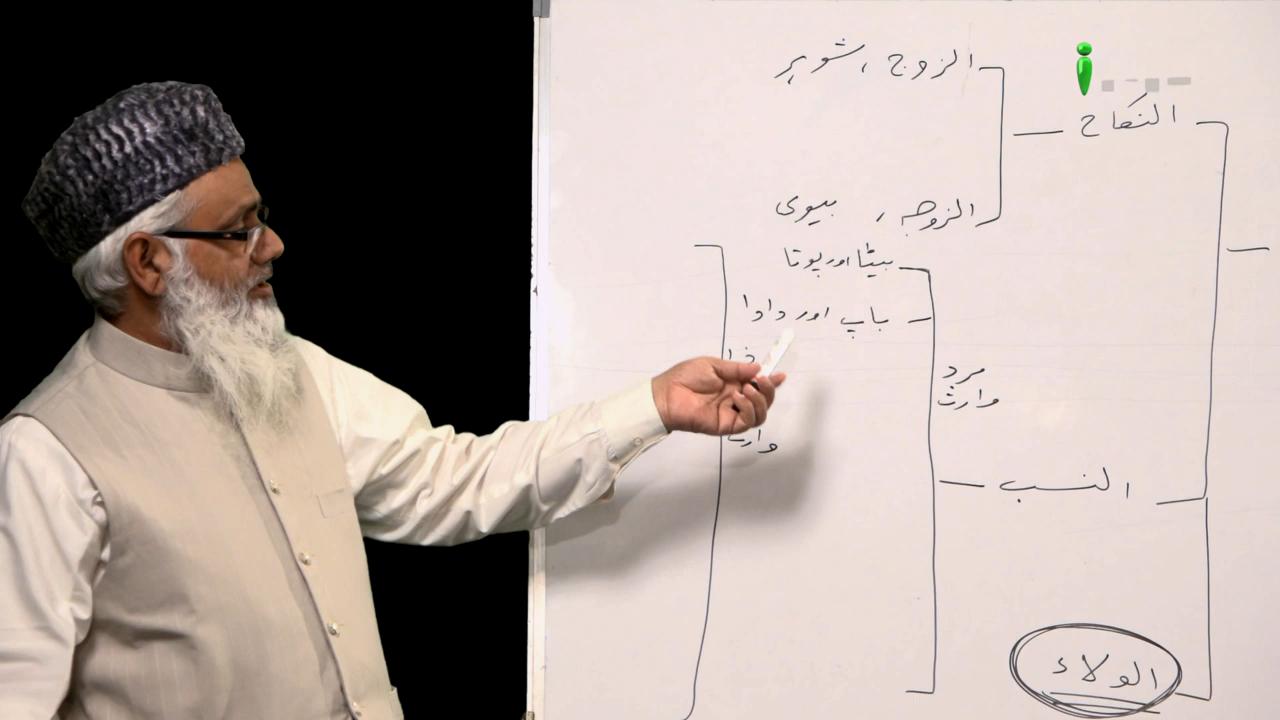 الزوج ، شوہر
النکاح
الزوجہ ، بیوی
بیٹا اور پوتا
باپ اور دادا
مرد
وارث
النسب
الولاء